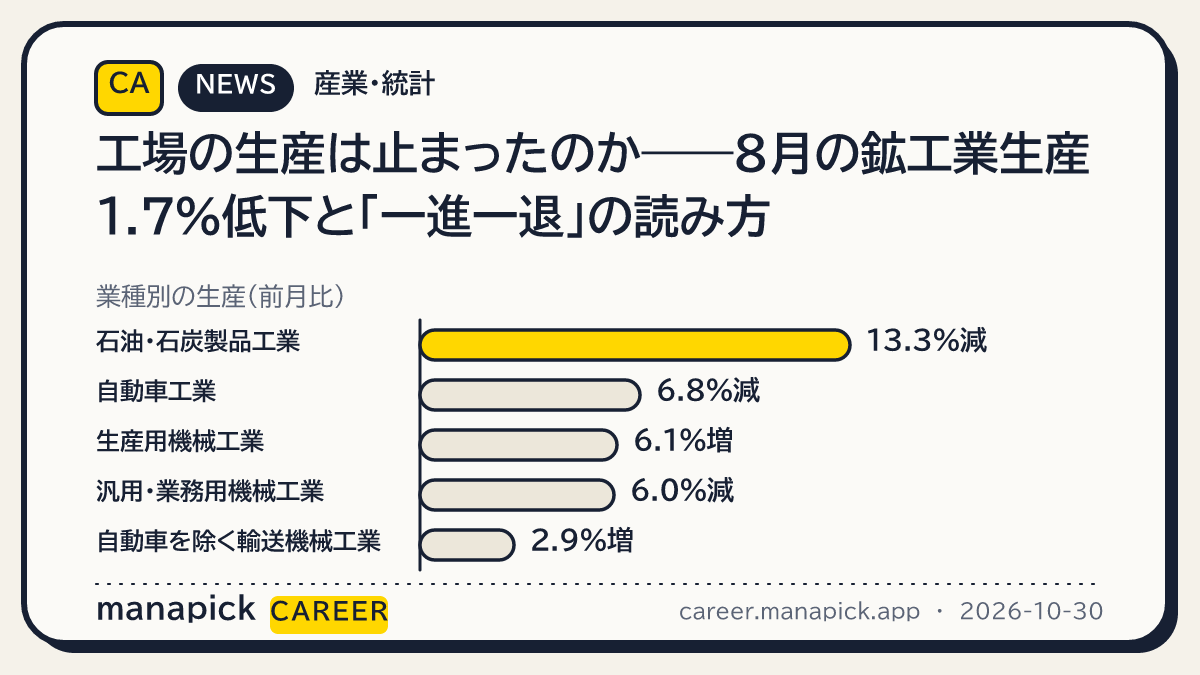 CA NEWS 産業・統計
工場の生産は止まったのか――8月の鉱工業生産
1.7%低下と「一進一退」の読み方
業種別の生産（前月比）
石油・石炭製品工業 13.3%減
自動車工業 6.8%減
生産用機械工業 6.1%増
汎用・業務用機械工業 6.0%減
自動車を除く輸送機械工業 2.9%増
manapick CAREER career.manapick.app ・ 2026-10-30